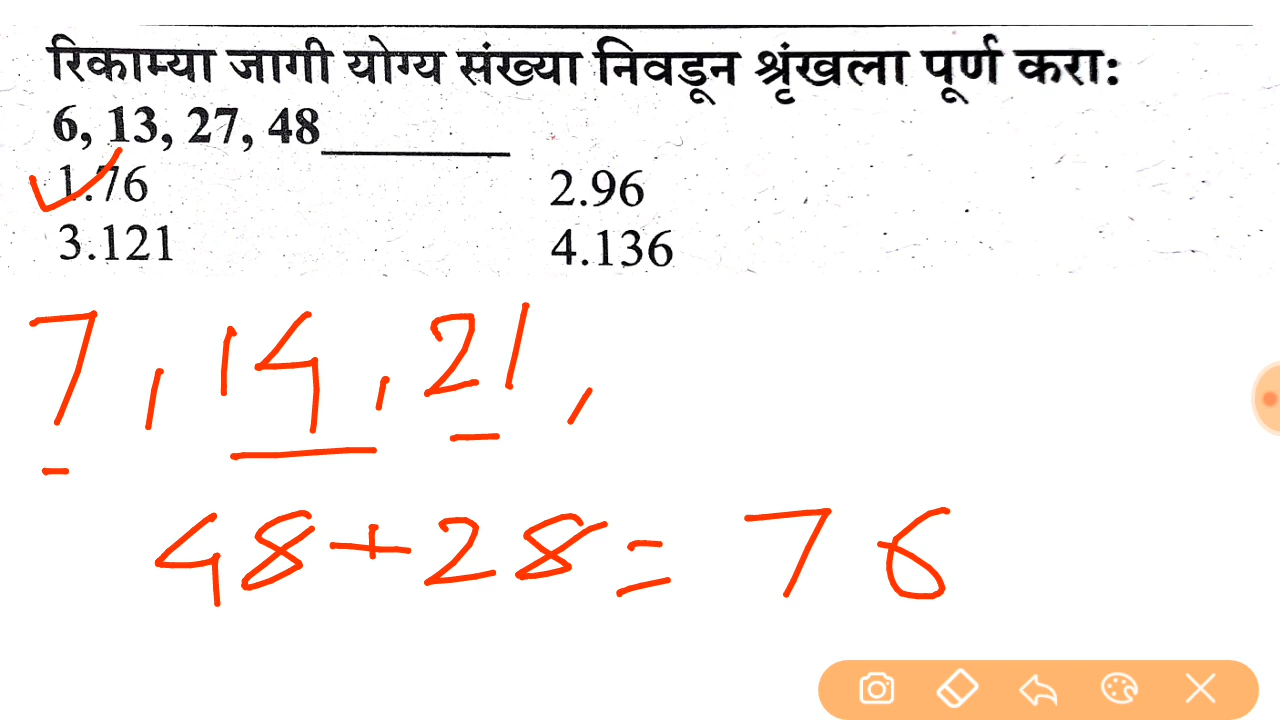 रिकाम्या जागी योग्य संख्या निवडून श्रृंखला पूर्ण करा:
6, 13, 27, 48________
1.76 2.96
3.121 4.136
7, 14, 21,
48+28=76